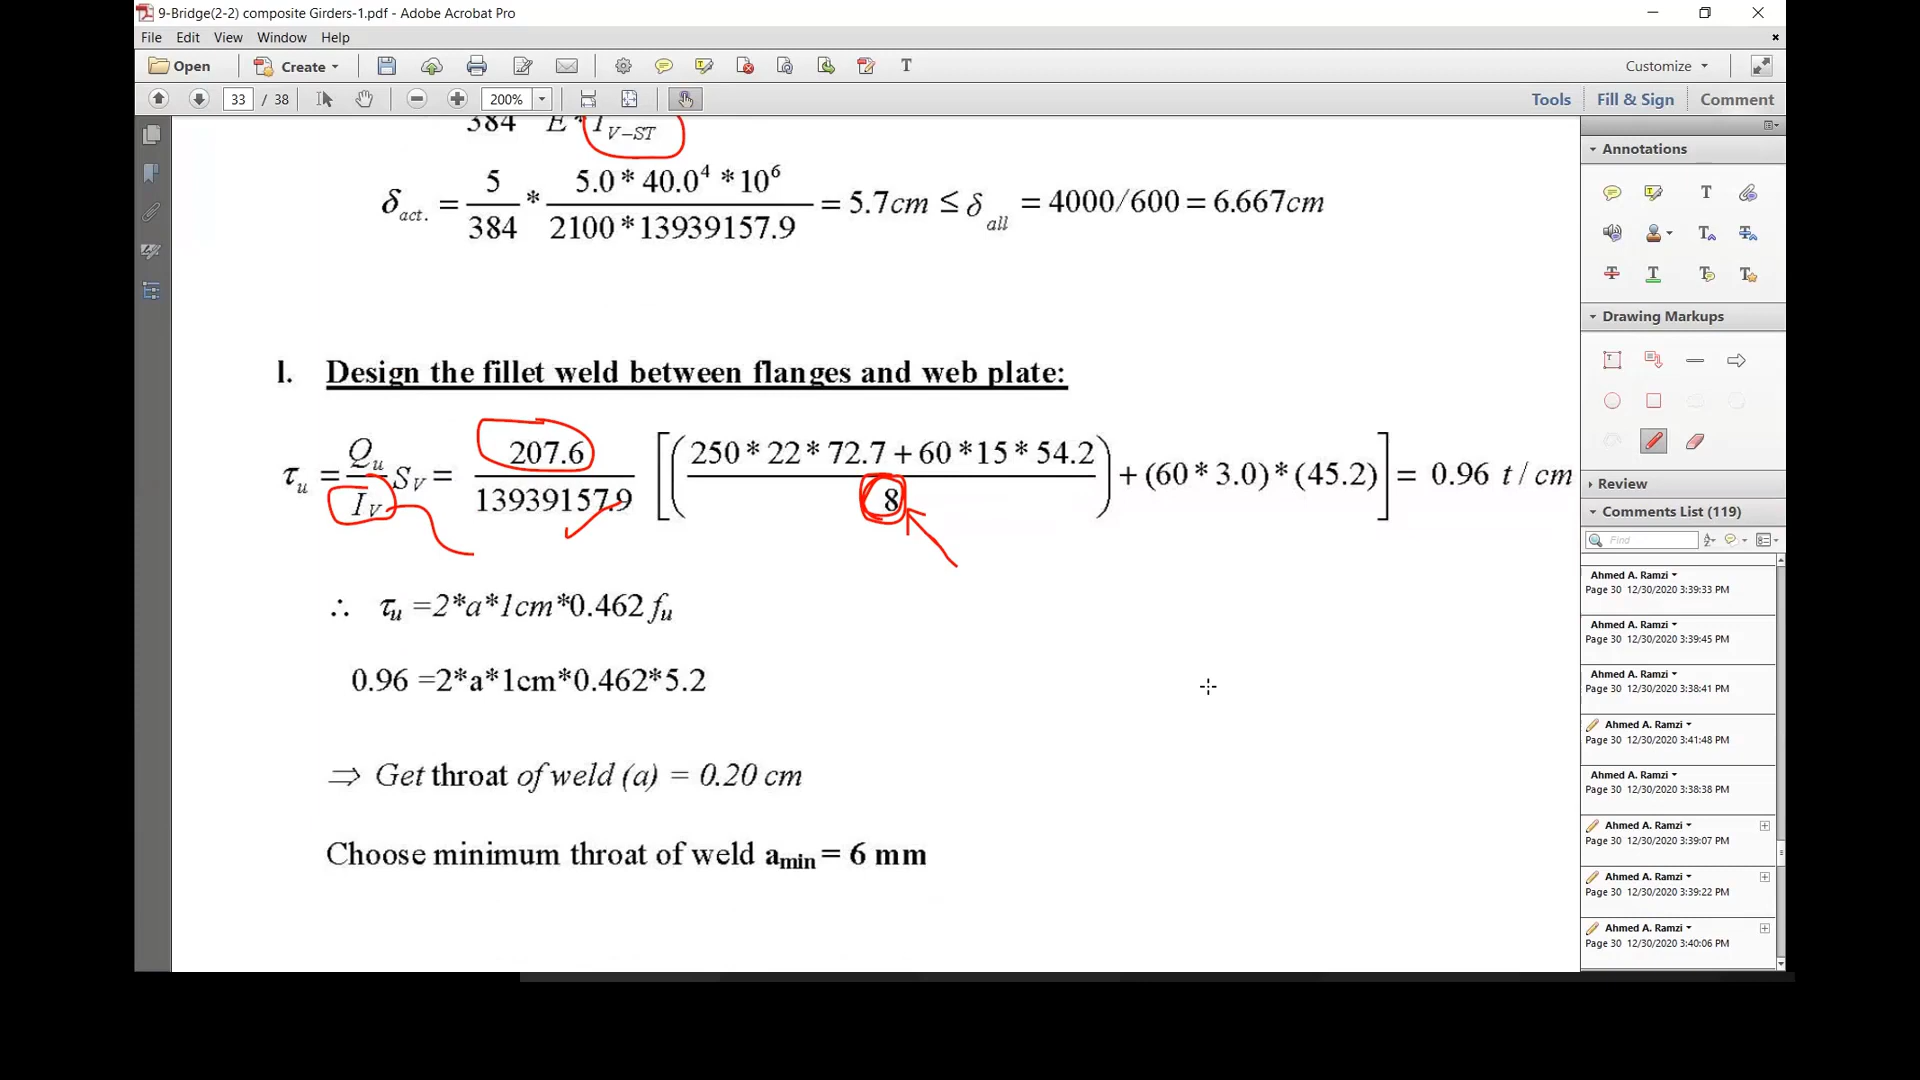 9-Bridge(2-2) composite Girders-1.pdf - Adobe Acrobat Pro
File Edit View Window Help
Open Create Customize
33 / 38 200% Tools Fill & Sign Comment
384 E * I V-ST
δ act. = 5/384 * (5.0 * 40.0⁴ * 10⁶)/(2100 * 13939157.9) = 5.7cm ≤ δ all = 4000/600 = 6.667cm
l. Design the fillet weld between flanges and web plate:
τu = Qu/IV SV = 207.6/13939157.9 [((250 * 22 * 72.7 + 60 * 15 * 54.2)/8) + (60 * 3.0) * (45.2)] = 0.96 t / cm
∴ τu =2*a*1cm*0.462 fu
0.96 =2*a*1cm*0.462*5.2
⇒ Get throat of weld (a) = 0.20 cm
Choose minimum throat of weld amin = 6 mm
Annotations
Drawing Markups
Review
Comments List (119)
Find
Ahmed A. Ramzi
Page 30 12/30/2020 3:39:33 PM
Ahmed A. Ramzi
Page 30 12/30/2020 3:39:45 PM
Ahmed A. Ramzi
Page 30 12/30/2020 3:38:41 PM
Ahmed A. Ramzi
Page 30 12/30/2020 3:41:48 PM
Ahmed A. Ramzi
Page 30 12/30/2020 3:38:38 PM
Ahmed A. Ramzi
Page 30 12/30/2020 3:39:07 PM
Ahmed A. Ramzi
Page 30 12/30/2020 3:39:22 PM
Ahmed A. Ramzi
Page 30 12/30/2020 3:40:06 PM